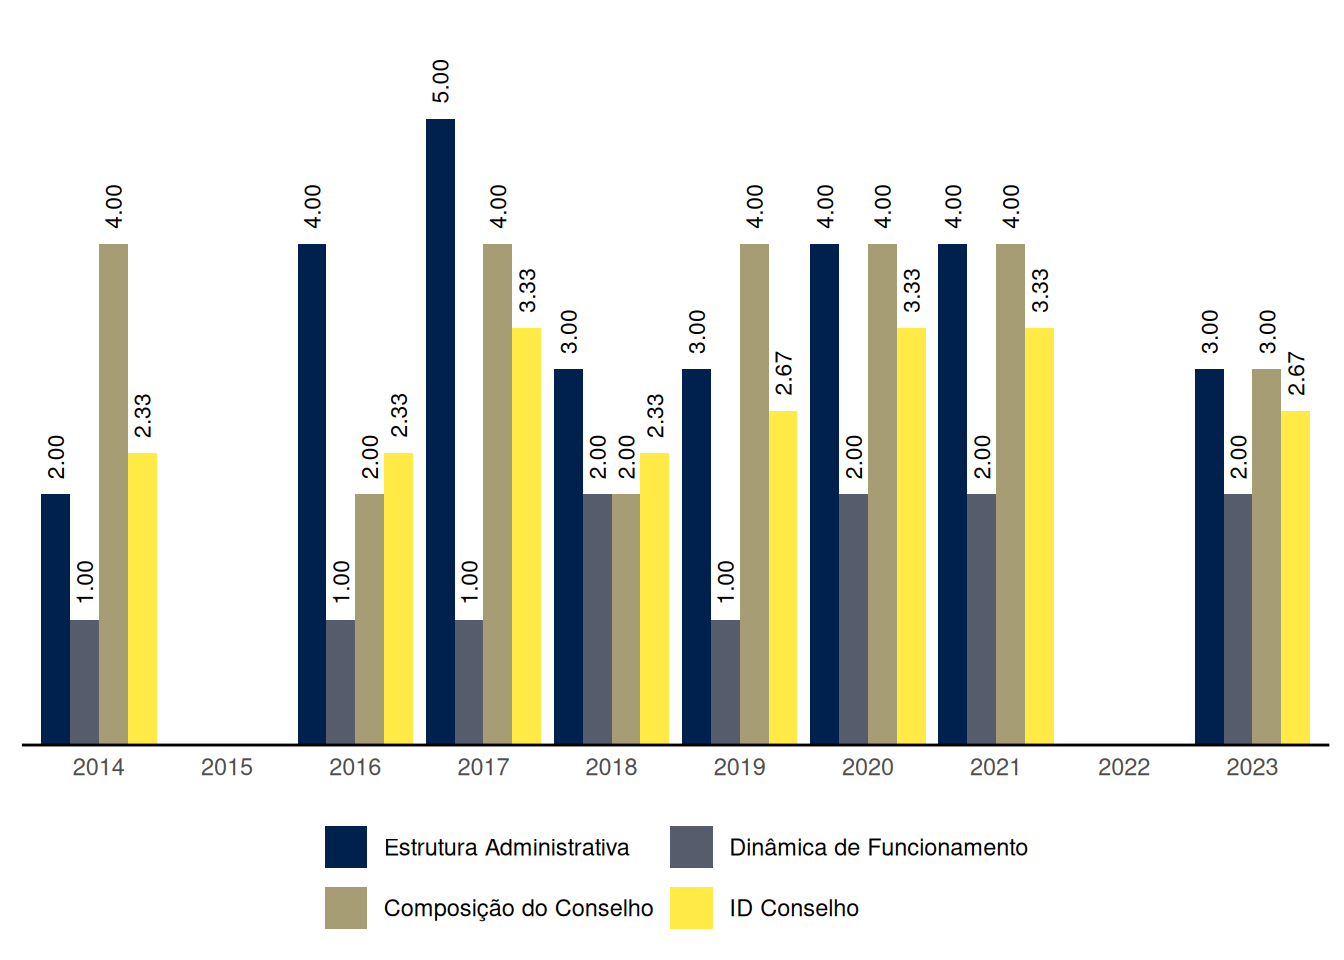 5.00
4.00 4.00 4.00 4.00 4.00 4.00 4.00 4.00
3.33 3.33 3.33
3.00 3.00 3.00 3.00
2.67 2.67
2.33 2.33 2.33
2.00 2.00 2.00 2.00 2.00 2.00 2.00
1.00 1.00 1.00 1.00
2014 2015 2016 2017 2018 2019 2020 2021 2022 2023
Estrutura Administrativa Dinâmica de Funcionamento
Composição do Conselho ID Conselho